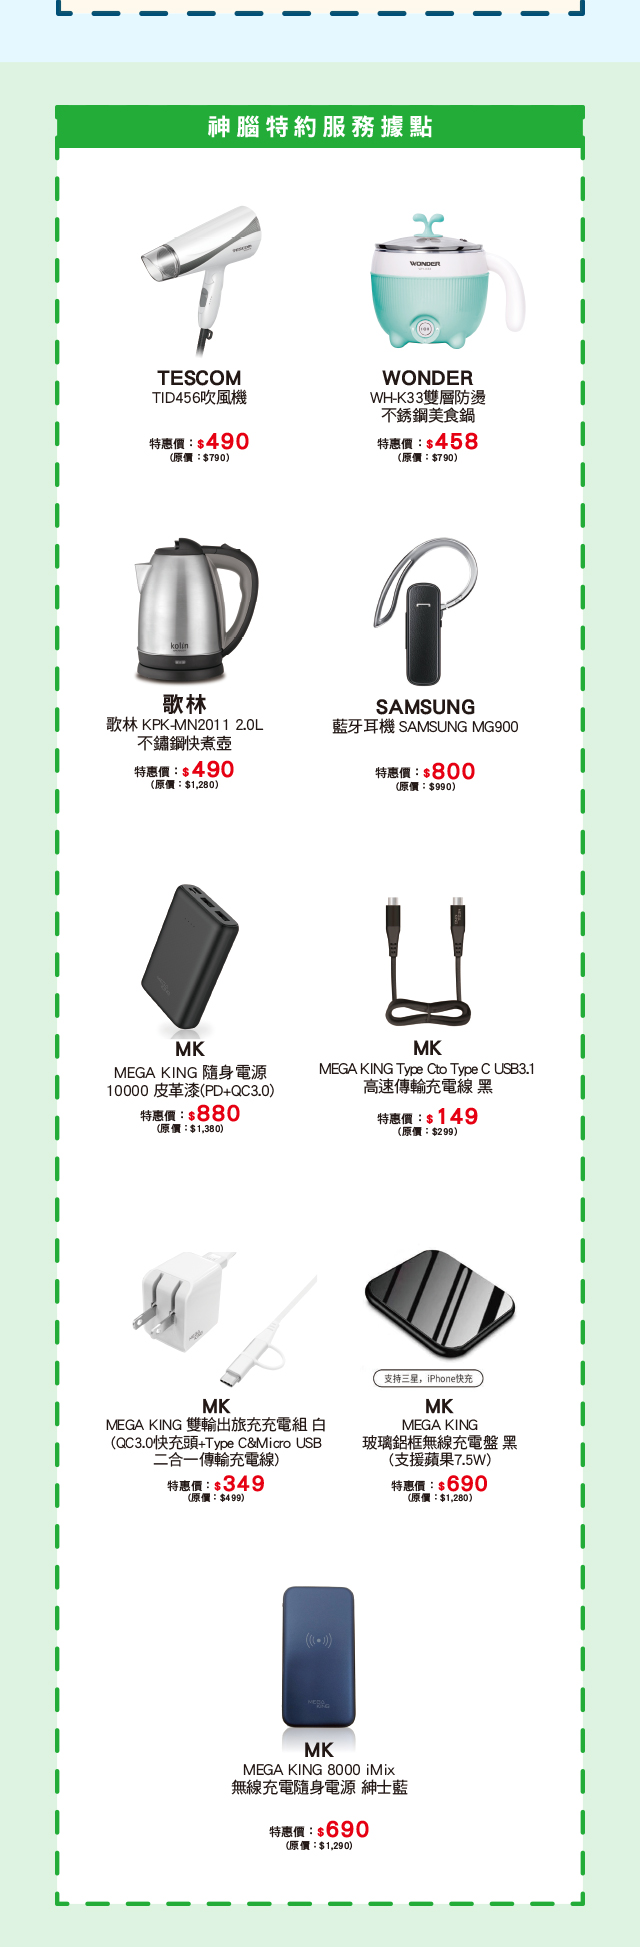 神腦特約服務據點
TESCOM
WONDER
TESCOM
TID456吹風機
特惠價：$490
（原價：$790）
WONDER
WH-K33雙層防燙
不銹鋼美食鍋
特惠價：$458
（原價：$790）
kolin
歌林
歌林 KPK-MN2011 2.0L
不鏽鋼快煮壺
特惠價：$490
（原價：$1,280）
SAMSUNG
藍牙耳機 SAMSUNG MG900
特惠價：$800
（原價：$990）
MK
MEGA KING 隨身電源
10000 皮革漆(PD+QC3.0)
特惠價：$880
（原價：$1,380）
MK
MEGA KING Type Cto Type C USB3.1
高速傳輸充電線 黑
特惠價：$149
（原價：$299）
MK
MEGA KING 雙輸出旅充充電組 白
(QC3.0快充頭+Type C&Micro USB
二合一傳輸充電線)
特惠價：$349
（原價：$499）
支持三星，iPhone快充
MK
MEGA KING
玻璃鋁框無線充電盤 黑
(支援蘋果7.5W)
特惠價：$690
（原價：$1,280）
MEGA
KING
MK
MEGA KING 8000 iMix
無線充電隨身電源 紳士藍
特惠價：$690
（原價：$1,290）